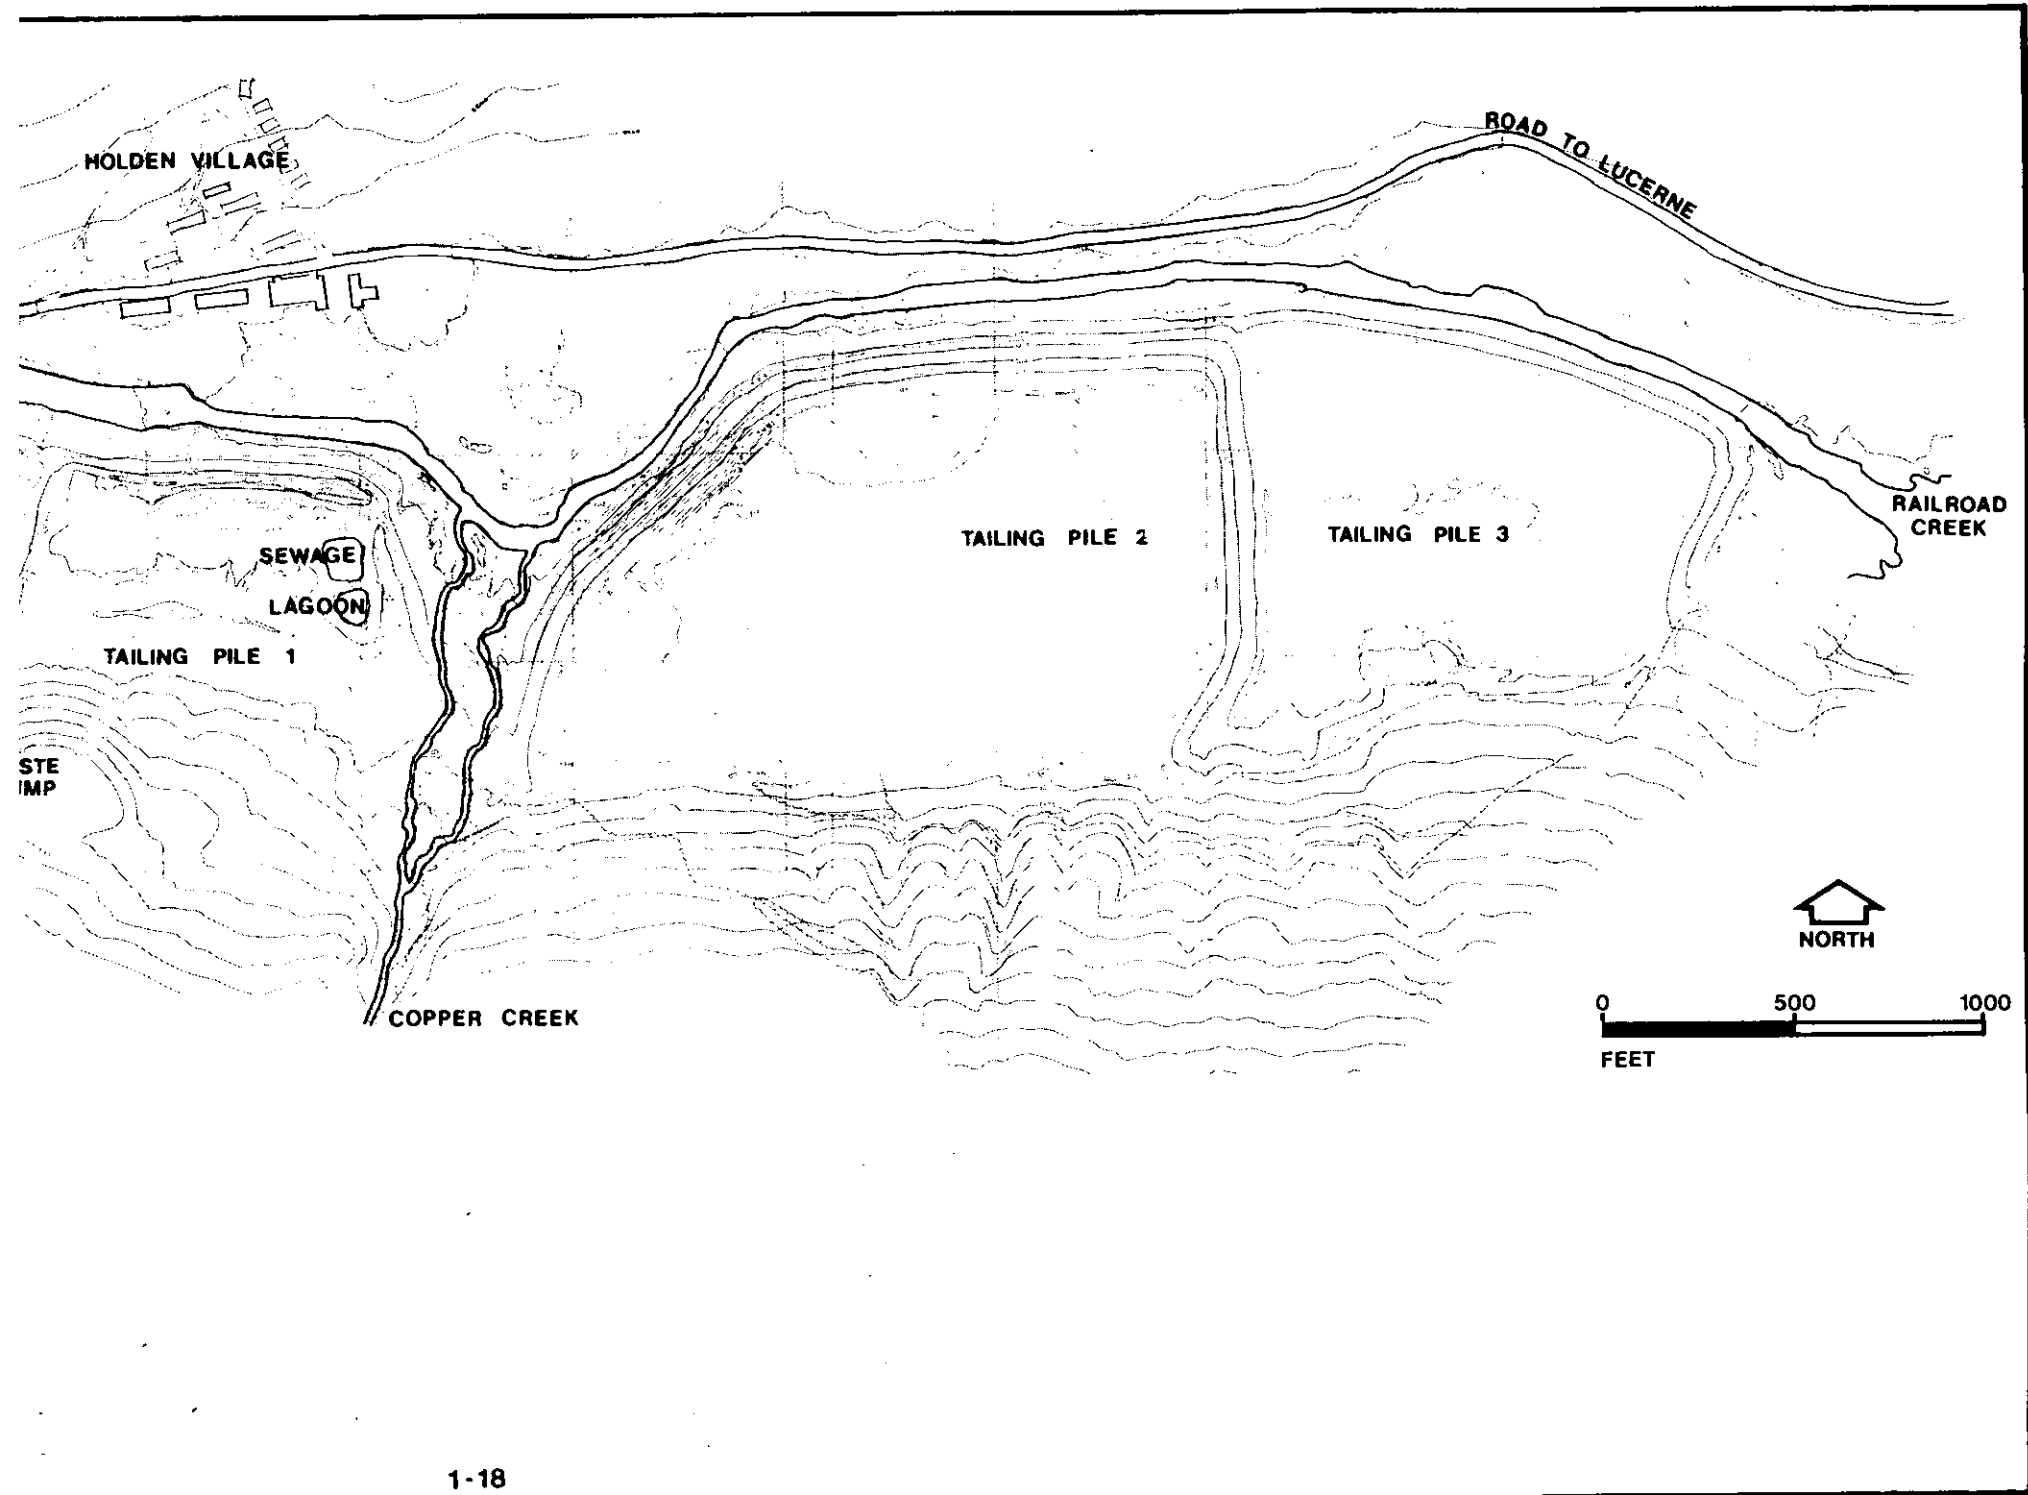 ROAD TO LUCERNE
HOLDEN VILLAGE
RAILROAD
CREEK
TAILING PILE 2
TAILING PILE 3
SEWAGE
LAGOON
TAILING PILE 1
STE
MP
NORTH
COPPER CREEK
0 500 1000
FEET
1-18